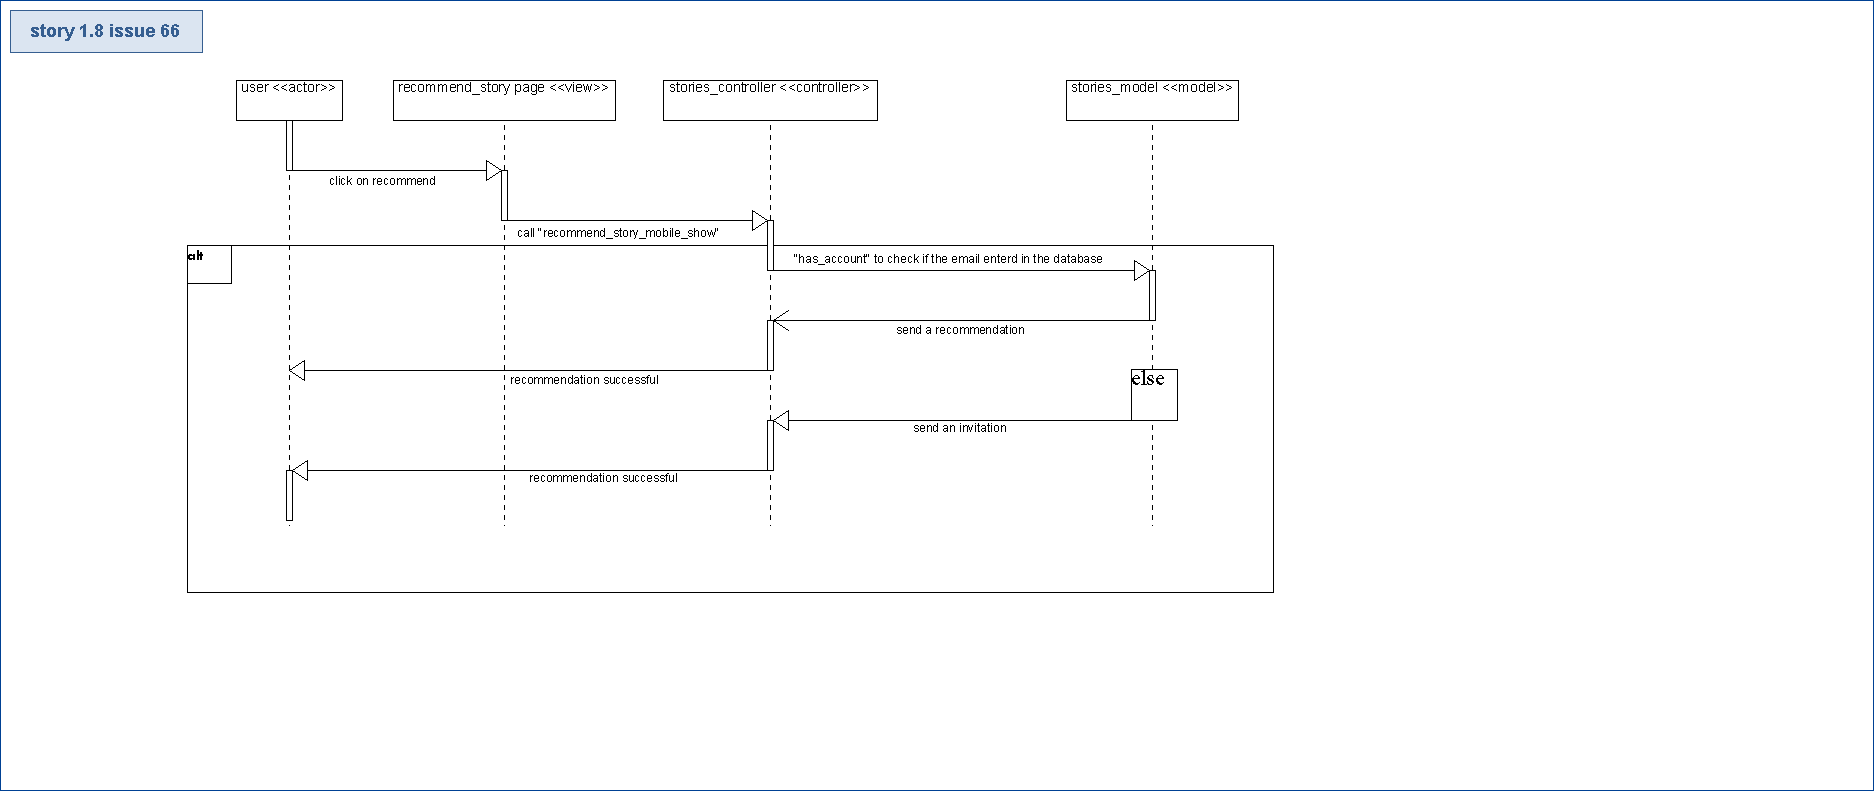 story 1.8 issue 66
user <<actor>>
recommend_story page <<view>>
stories_controller <<controller>>
stories_model <<model>>
click on recommend
call "recommend_story_mobile_show"
alt
"has_account" to check if the email enterd in the database
send a recommendation
recommendation successful
else
send an invitation
recommendation successful